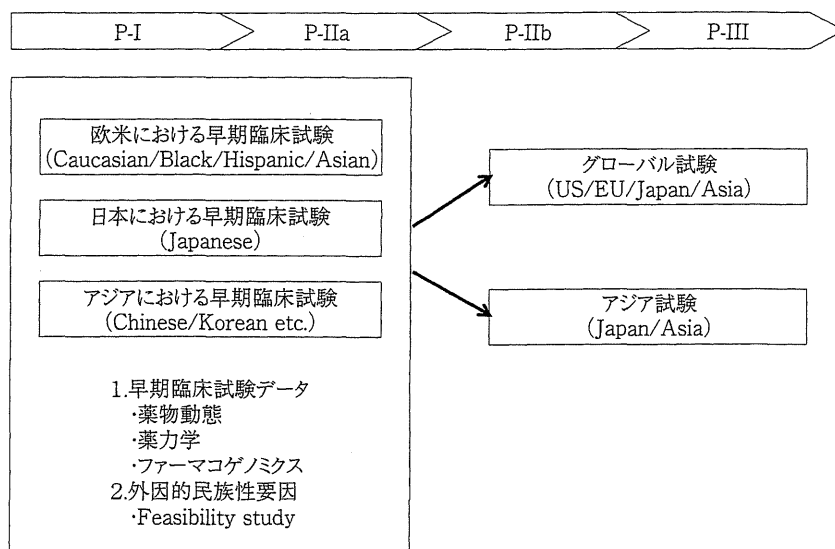 P-I
P-IIa
P-IIb
P-III
欧米における早期臨床試験
(Caucasian/Black/Hispanic/Asian)
日本における早期臨床試験
(Japanese)
アジアにおける早期臨床試験
(Chinese/Korean etc.)
1.早期臨床試験データ
・薬物動態
・薬力学
・ファーマコゲノミクス
2.外因的民族性要因
・Feasibility study
グローバル試験
(US/EU/Japan/Asia)
アジア試験
(Japan/Asia)